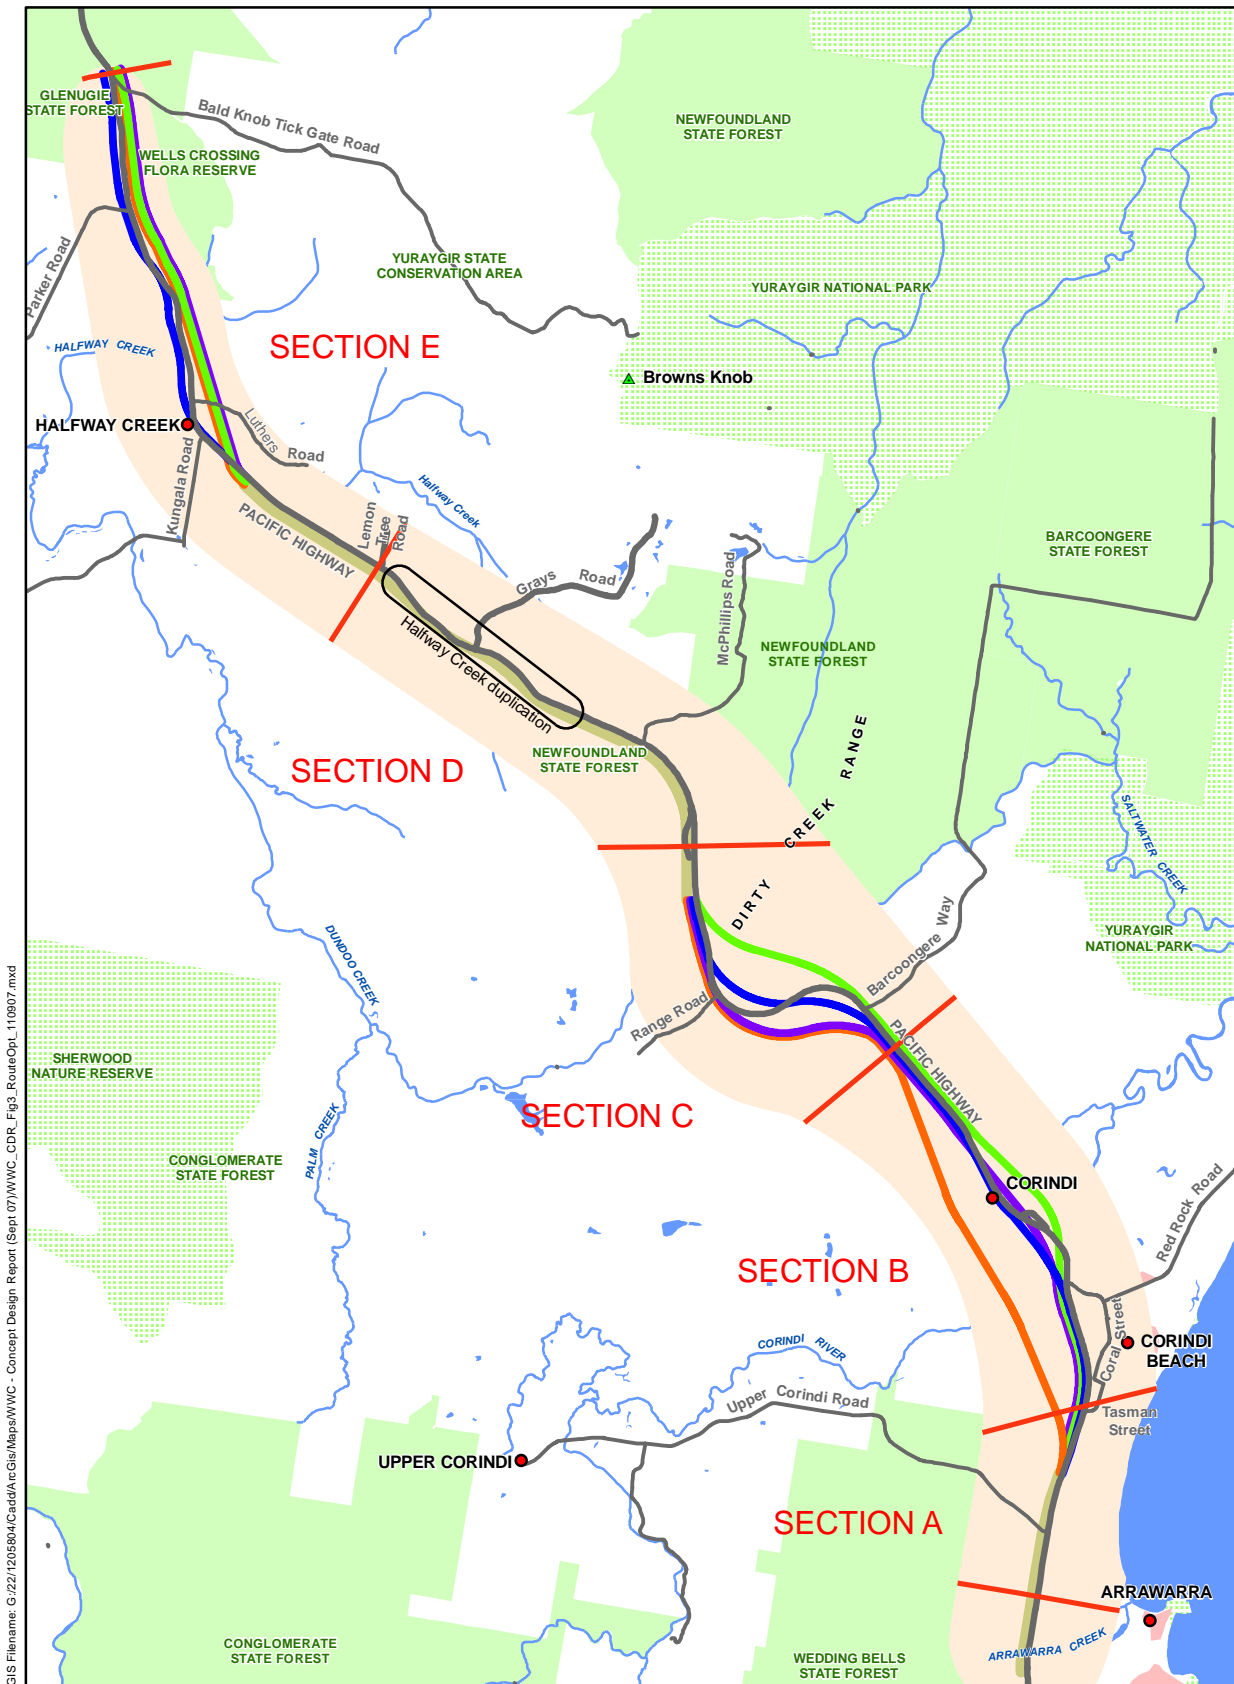 GLENUGIE
STATE FOREST
Bald Knob Tick Gate Road
NEWFOUNDLAND
STATE FOREST
WELLS CROSSING
FLORA RESERVE
YURAYGIR STATE
CONSERVATION AREA
YURAYGIR NATIONAL PARK
Parker Road
HALFWAY CREEK
SECTION E
Browns Knob
HALFWAY CREEK
Luthers Road
Kungala Road
PACIFIC HIGHWAY
Lemon
Tree
Road
Halfway Creek
Grays Road
McPhillips Road
BARCOONGERE
STATE FOREST
Halfway Creek duplication
NEWFOUNDLAND
STATE FOREST
NEWFOUNDLAND
STATE FOREST
SECTION D
DIRTY CREEK RANGE
SALTWATER CREEK
YURAYGIR
NATIONAL PARK
Barcoongere Way
DUNDOO CREEK
Range Road
PACIFIC HIGHWAY
SHERWOOD
NATURE RESERVE
SECTION C
PALM CREEK
CONGLOMERATE
STATE FOREST
CORINDI
Red Rock Road
SECTION B
CORINDI RIVER
Coral Street
CORINDI
BEACH
Upper Corindi Road
Tasman
Street
UPPER CORINDI
SECTION A
ARRAWARRA
ARRAWARRA CREEK
CONGLOMERATE
STATE FOREST
WEDDING BELLS
STATE FOREST
GIS Filename: G:/22/1205804/Cadd/ArcGis/Maps/WWC - Concept Design Report (Sept 07)/WWC_CDR_Fig3_RouteOpt_110907.mxd